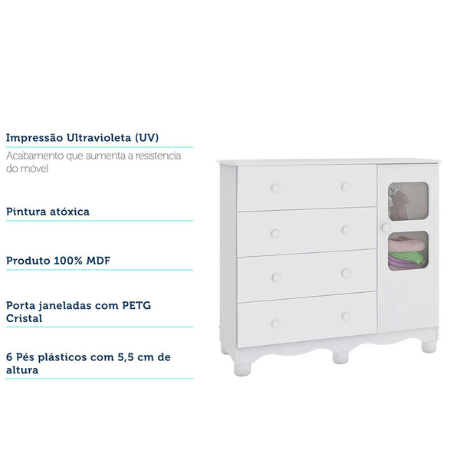 Impressão Ultravioleta (UV)
Acabamento que aumenta a resistencia
do móvel
Pintura atóxica
Produto 100% MDF
Porta janeladas com PETG
Cristal
6 Pés plásticos com 5,5 cm de
altura